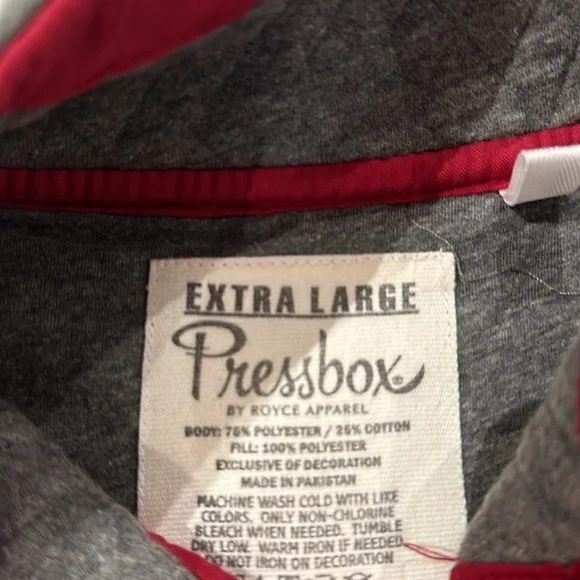 EXTRA LARGE
Pressbox®
BY ROYCE APPAREL
BODY: 75% POLYESTER / 25% COTTON
FILL: 100% POLYESTER
EXCLUSIVE OF DECORATION
MADE IN PAKISTAN
MACHINE WASH COLD WITH LIKE
COLORS. ONLY NON-CHLORINE
BLEACH WHEN NEEDED. TUMBLE
DRY LOW. WARM IRON IF NEEDED.
DO NOT IRON ON DECORATION